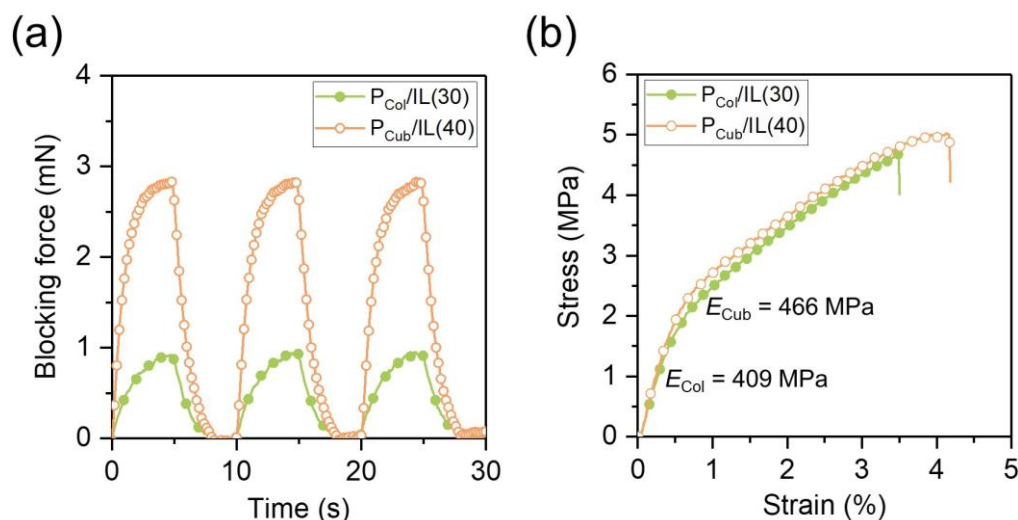 (a)
4
3
2
1
0
Blocking force (mN)
P_Col/IL(30)
P_Cub/IL(40)
0 10 20 30
Time (s)
(b)
8
7
6
5
4
3
2
1
0
Stress (MPa)
P_Col/IL(30)
P_Cub/IL(40)
E_Cub = 466 MPa
E_Col = 409 MPa
0 1 2 3 4 5
Strain (%)